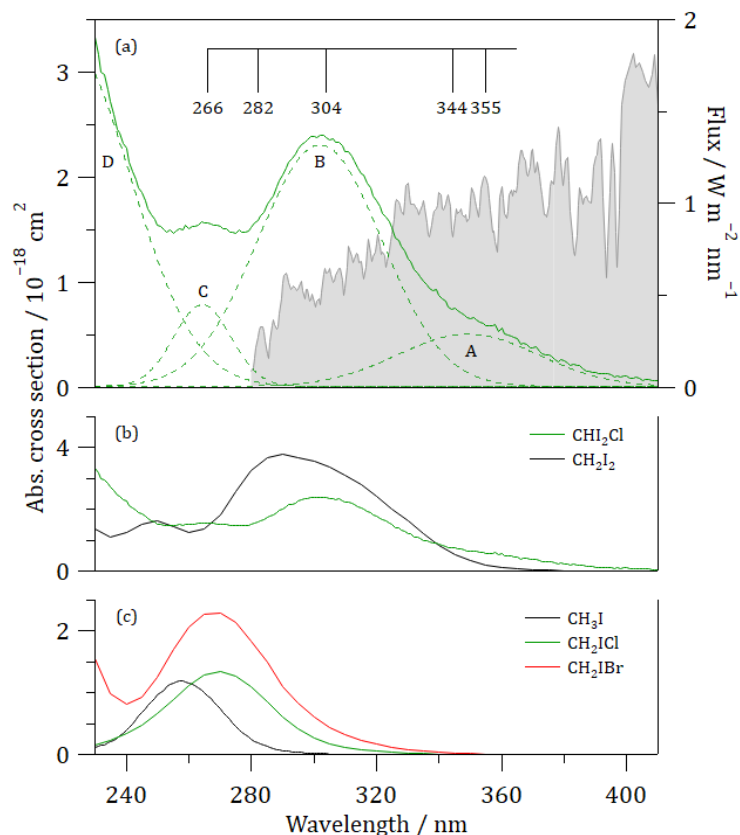 (a)
3
2
1
0
2
1
0
266 282 304 344 355
D
B
C
A
Abs. cross section / 10⁻¹⁸ cm²
Flux / W m⁻² nm⁻¹
(b)
CHI₂Cl
CH₂I₂
4
0
(c)
CH₃I
CH₂ICl
CH₂IBr
2
0
240 280 320 360 400
Wavelength / nm